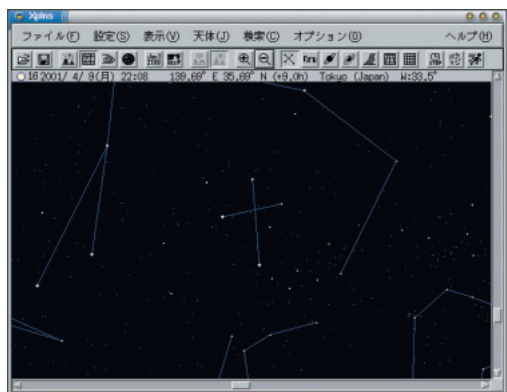 Xplns
ファイル(F) 設定(S) 表示(V) 天体(J) 検索(C) オプション(O) ヘルプ(H)
16 2001/ 4/ 9(月) 22:08 139.69° E 35.69° N (+9.0h) Tokyo (Japan) W:33.5°